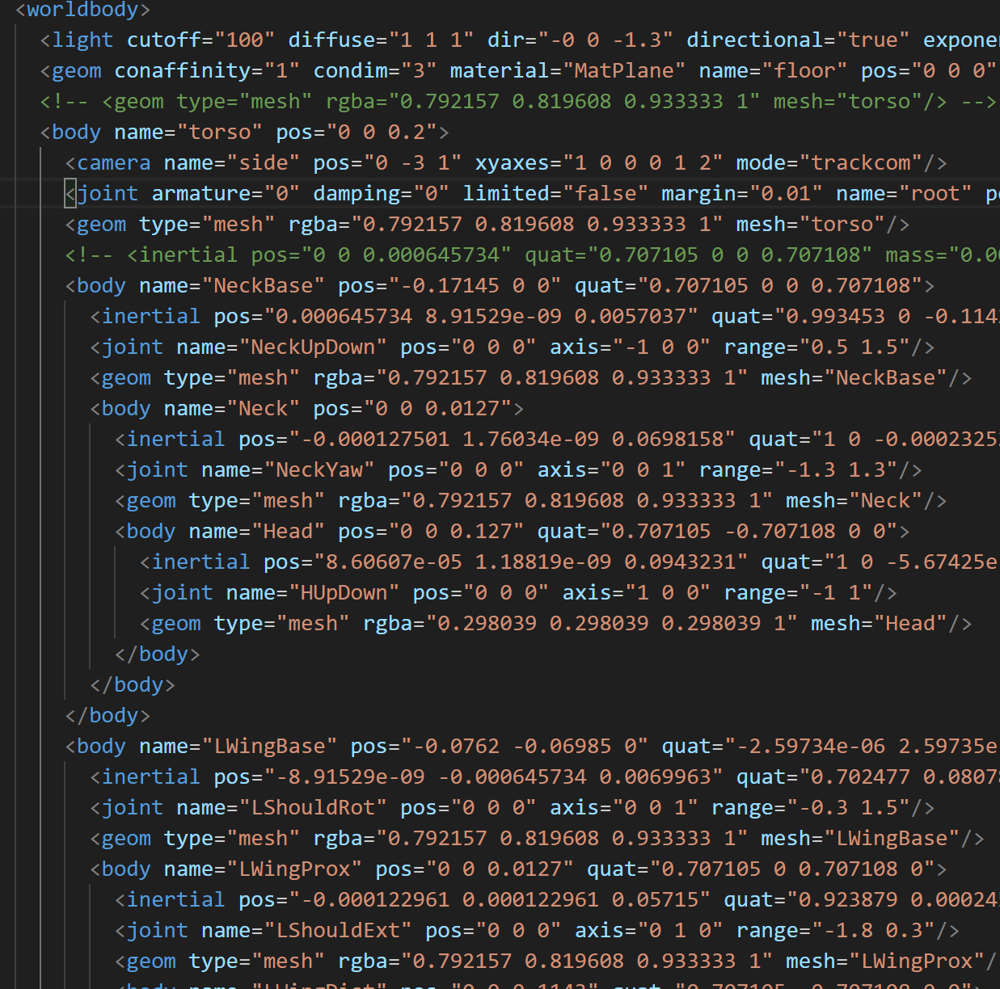 <worldbody>
<light cutoff="100" diffuse="1 1 1" dir="-0 0 -1.3" directional="true"
<geom conaffinity="1" condim="3" material="MatPlane" name="floor" pos="0 0 0"
<!-- <geom type="mesh" rgba="0.792157 0.819608 0.933333 1" mesh="torso"/> -->
<body name="torso" pos="0 0 0.2">
<camera name="side" pos="0 -3 1" xyaxes="1 0 0 0 1 2" mode="trackcom"/>
<joint armature="0" damping="0" limited="false" margin="0.01" name="root"
<geom type="mesh" rgba="0.792157 0.819608 0.933333 1" mesh="torso"/>
<!-- <inertial pos="0 0 0.000645734" quat="0.707105 0 0 0.707108" mass="0.00
<body name="NeckBase" pos="-0.17145 0 0" quat="0.707105 0 0 0.707108">
<inertial pos="0.000645734 8.91529e-09 0.0057037" quat="0.993453 0 -0.114
<joint name="NeckUpDown" pos="0 0 0" axis="-1 0 0" range="0.5 1.5"/>
<geom type="mesh" rgba="0.792157 0.819608 0.933333 1" mesh="NeckBase"/>
<body name="Neck" pos="0 0 0.0127">
<inertial pos="-0.000127501 1.76034e-09 0.0698158" quat="1 0 -0.000232
<joint name="NeckYaw" pos="0 0 0" axis="0 0 1" range="-1.3 1.3"/>
<geom type="mesh" rgba="0.792157 0.819608 0.933333 1" mesh="Neck"/>
<body name="Head" pos="0 0 0.127" quat="0.707105 -0.707108 0 0">
<inertial pos="8.60607e-05 1.18819e-09 0.0943231" quat="1 0 -5.67425e
<joint name="HUpDown" pos="0 0 0" axis="1 0 0" range="-1 1"/>
<geom type="mesh" rgba="0.298039 0.298039 0.298039 1" mesh="Head"/>
</body>
</body>
</body>
<body name="LWingBase" pos="-0.0762 -0.06985 0" quat="-2.59734e-06 2.59735e
<inertial pos="-8.91529e-09 -0.000645734 0.0069963" quat="0.702477 0.0807
<joint name="LShouldRot" pos="0 0 0" axis="0 0 1" range="-0.3 1.5"/>
<geom type="mesh" rgba="0.792157 0.819608 0.933333 1" mesh="LWingBase"/>
<body name="LWingProx" pos="0 0 0.0127" quat="0.707105 0 0.707108 0">
<inertial pos="-0.000122961 0.000122961 0.05715" quat="0.923879 0.00024
<joint name="LShouldExt" pos="0 0 0" axis="0 1 0" range="-1.8 0.3"/>
<geom type="mesh" rgba="0.792157 0.819608 0.933333 1" mesh="LWingProx"/